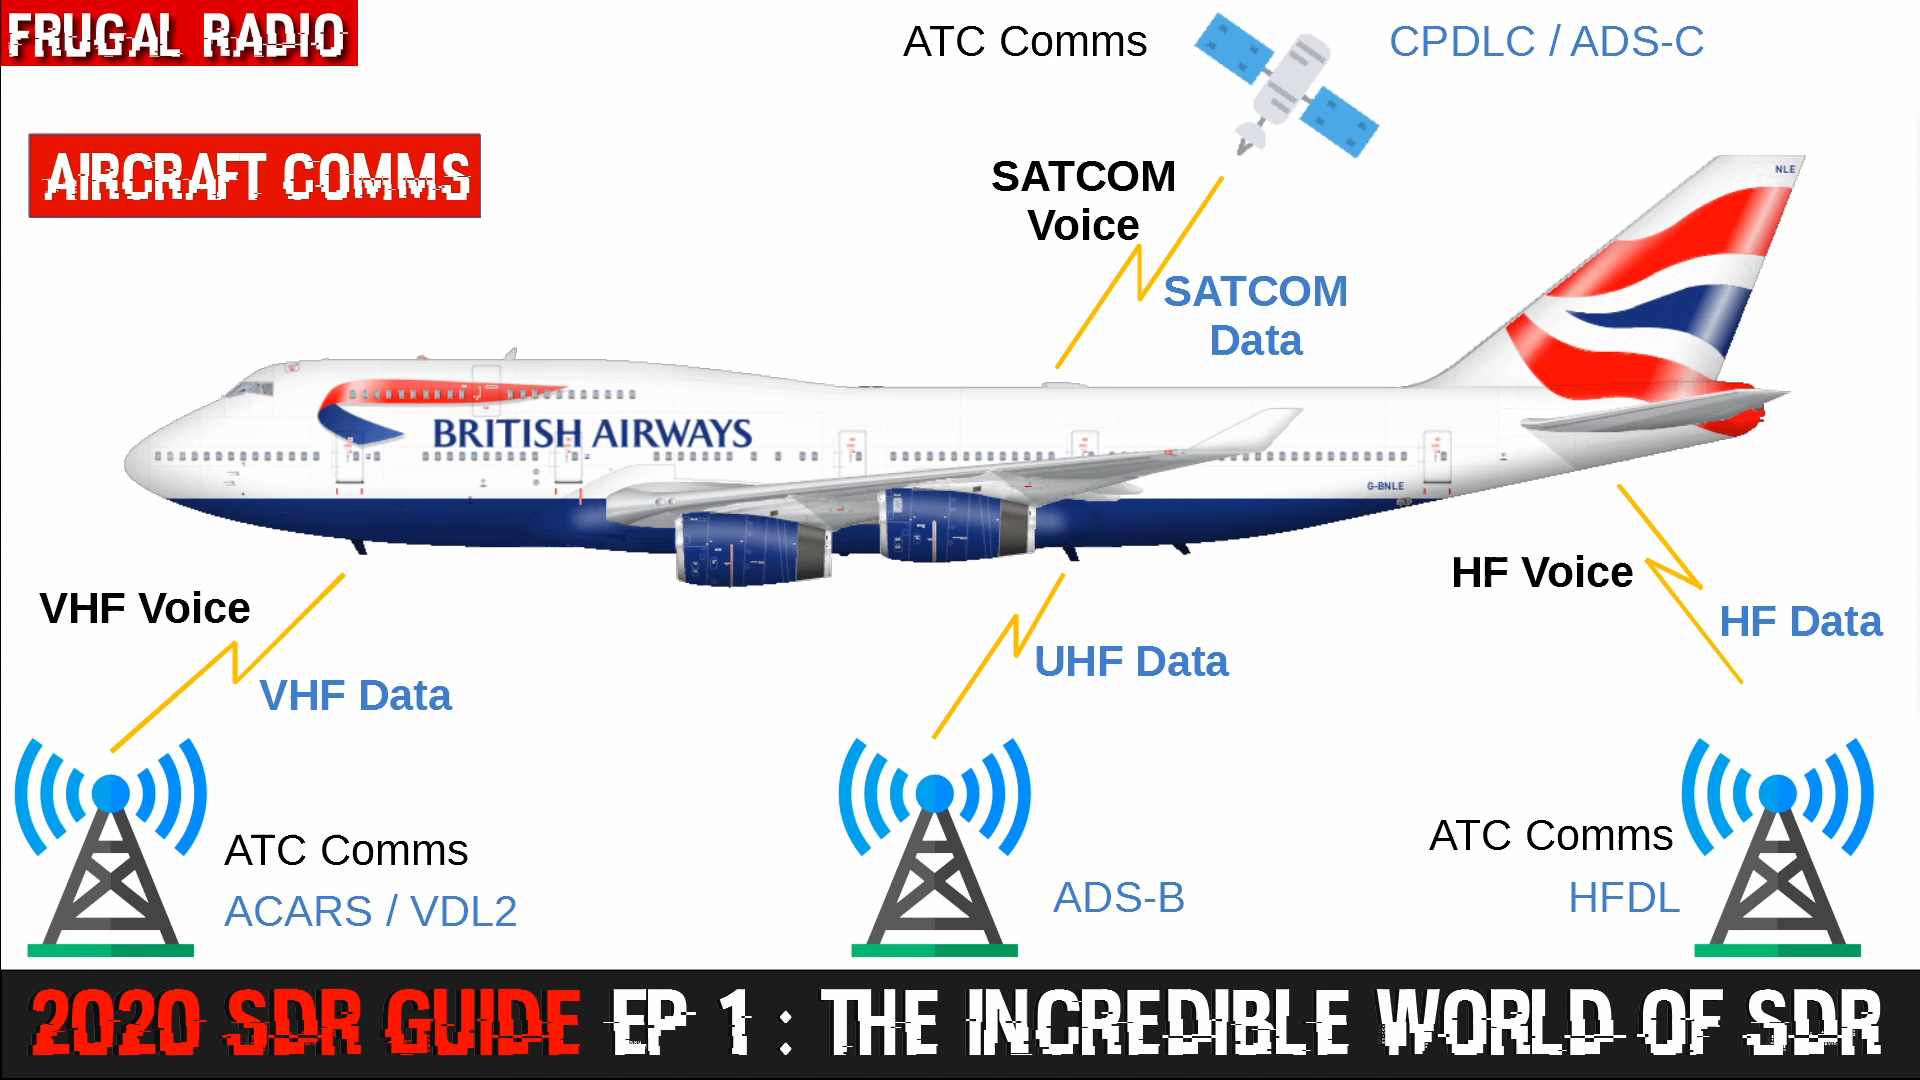 FRUGAL RADIO
ATC Comms
CPDLC / ADS-C
AIRCRAFT COMMS
SATCOM
Voice
NLE
SATCOM
Data
BRITISH AIRWAYS
G-BNLE
VHF Voice
VHF Data
UHF Data
HF Voice
HF Data
ATC Comms
ACARS / VDL2
ADS-B
ATC Comms
HFDL
2020 SDR GUIDE EP 1 : THE INCREDIBLE WORLD OF SDR